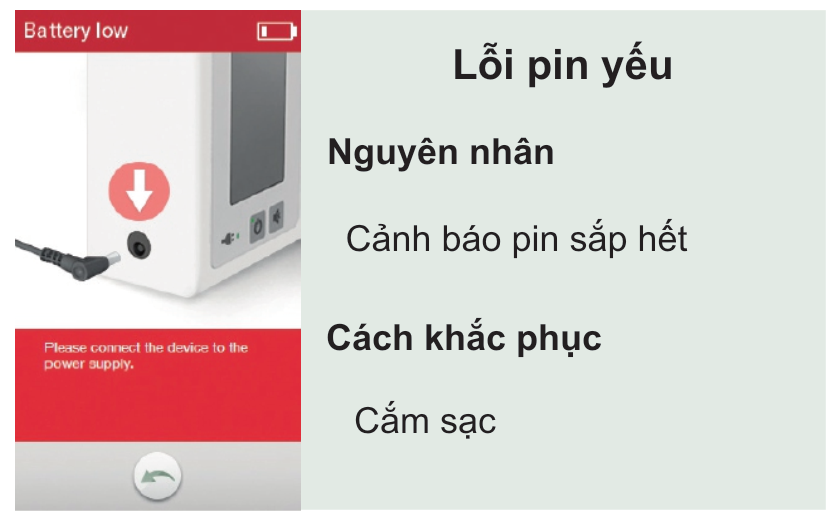 Battery low
Please connect the device to the
power supply.
Lỗi pin yếu
Nguyên nhân
Cảnh báo pin sắp hết
Cách khắc phục
Cắm sạc